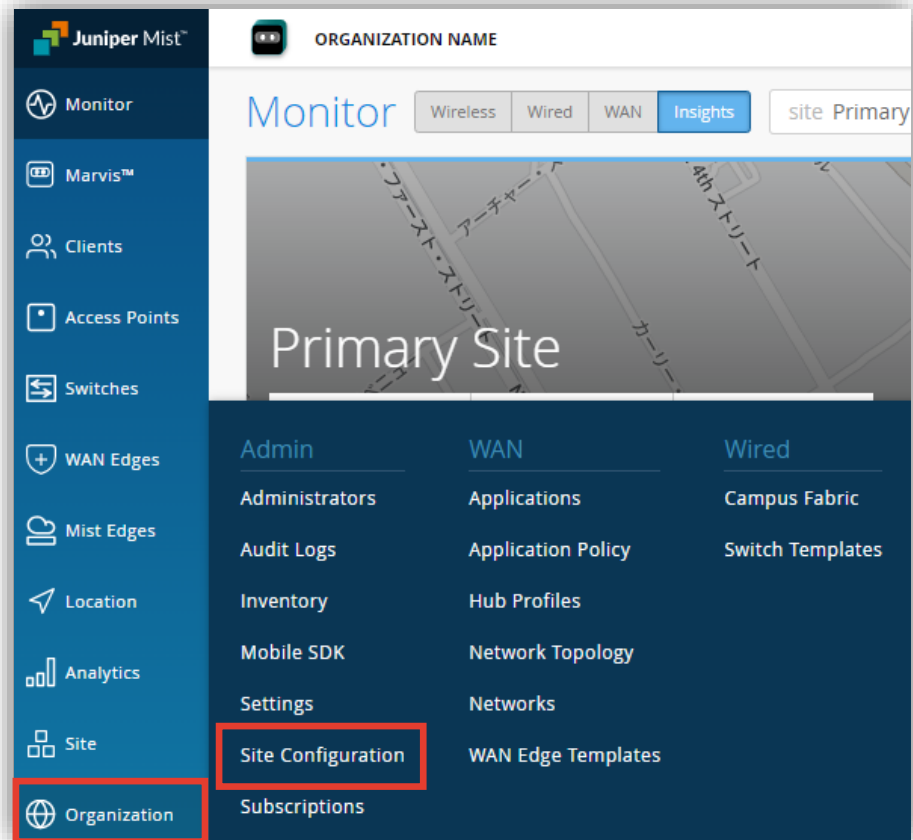 Juniper Mist™
ORGANIZATION NAME
Monitor
Marvis™
Clients
Access Points
Switches
WAN Edges
Mist Edges
Location
Analytics
Site
Organization
Monitor
Wireless
Wired
WAN
Insights
site Primary
ファースト・ストリート
アーチャー・
4th ストリート
カーリー・
Primary Site
Admin
Administrators
Audit Logs
Inventory
Mobile SDK
Settings
Site Configuration
Subscriptions
WAN
Applications
Application Policy
Hub Profiles
Network Topology
Networks
WAN Edge Templates
Wired
Campus Fabric
Switch Templates